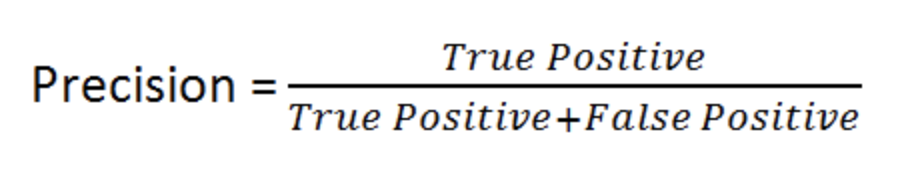 True Positive
Precision =
True Positive+False Positive